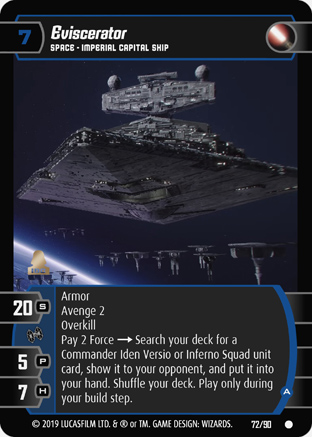 7
Eviscerator
SPACE - IMPERIAL CAPITAL SHIP
20 S
5 P
7 H
Armor
Avenge 2
Overkill
Pay 2 Force → Search your deck for a
Commander Iden Versio or Inferno Squad unit
card, show it to your opponent, and put it into
your hand. Shuffle your deck. Play only during
your build step.
A
© 2019 LUCASFILM LTD. & ® or TM. GAME DESIGN: WIZARDS.
72/90